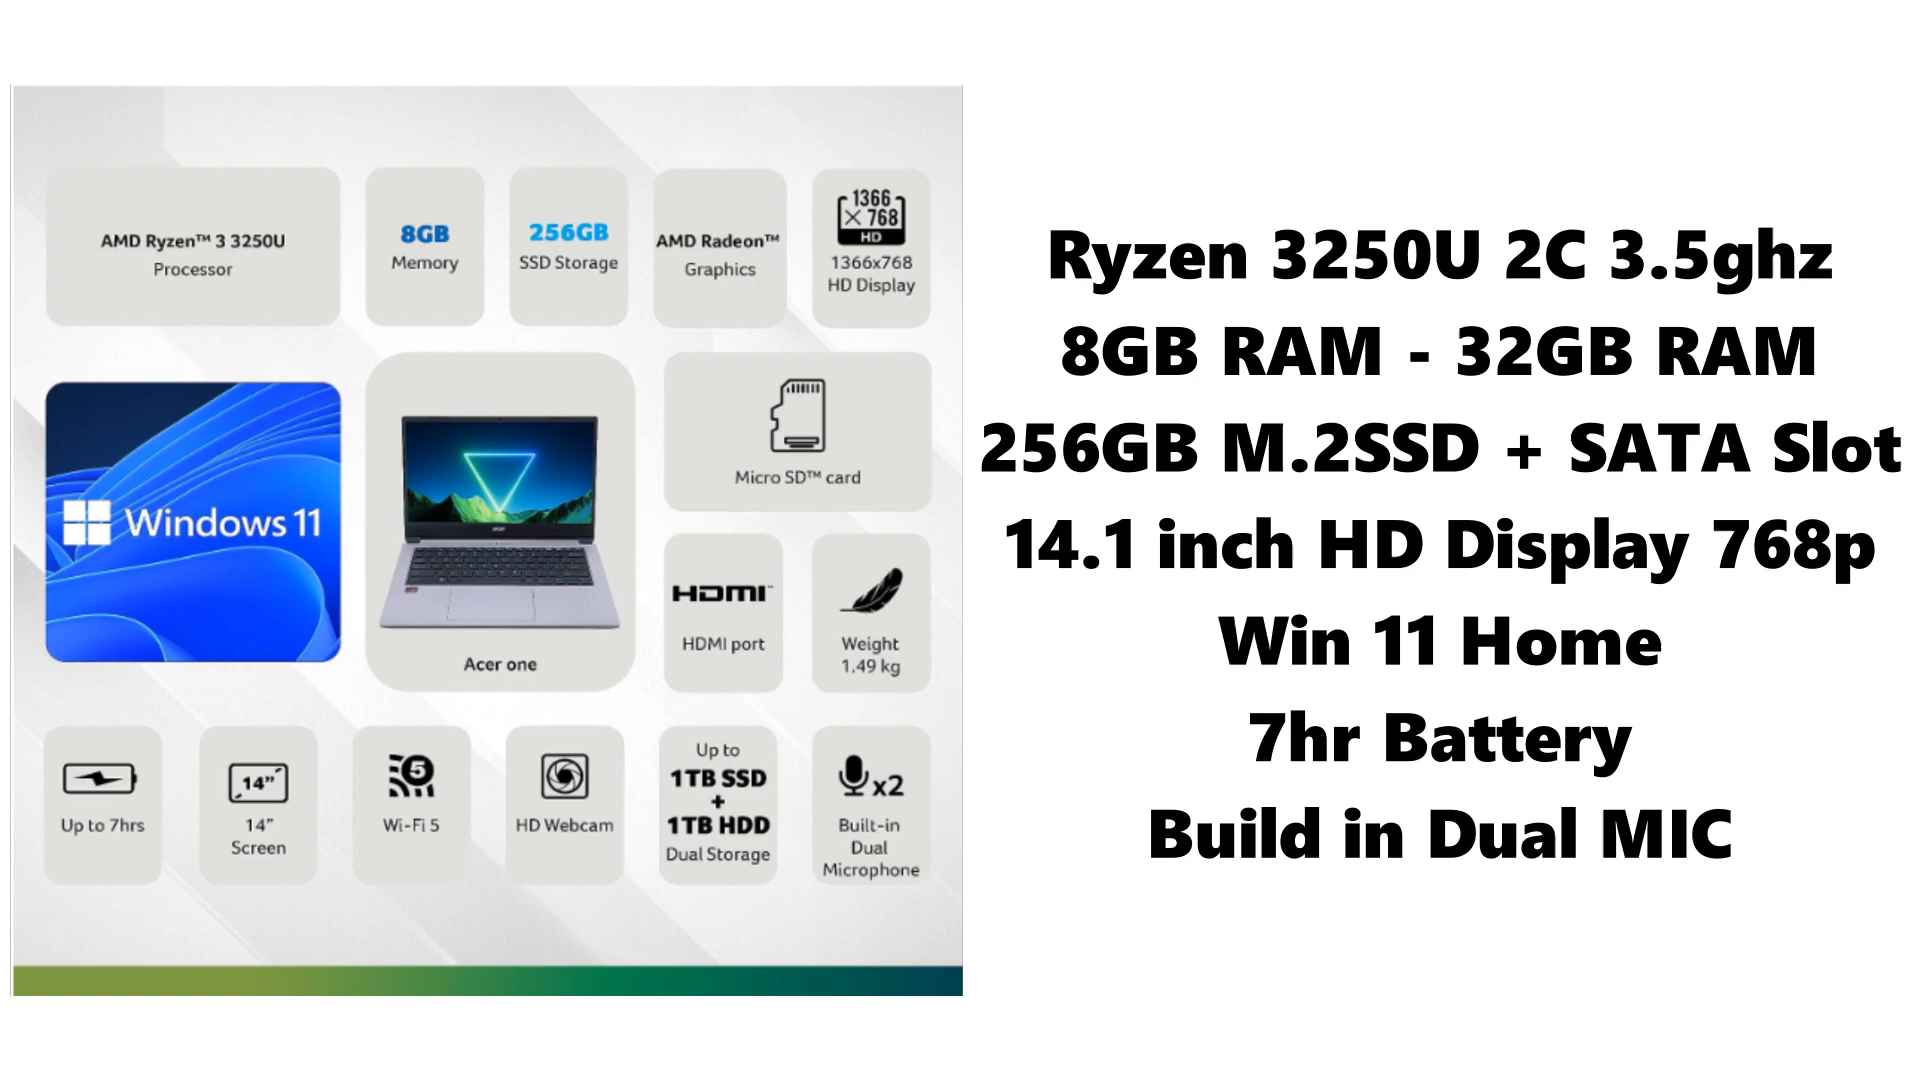 AMD Ryzen™ 3 3250U
Processor
8GB
Memory
256GB
SSD Storage
AMD Radeon™
Graphics
1366
× 768
HD
1366x768
HD Display
Windows 11
acer
Acer one
Micro SD™ card
HDMI™
HDMI port
Weight
1.49 kg
Up to 7hrs
14”
14”
Screen
5
Wi-Fi 5
HD Webcam
Up to
1TB SSD
+
1TB HDD
Dual Storage
x2
Built-in
Dual
Microphone
Ryzen 3250U 2C 3.5ghz
8GB RAM - 32GB RAM
256GB M.2SSD + SATA Slot
14.1 inch HD Display 768p
Win 11 Home
7hr Battery
Build in Dual MIC